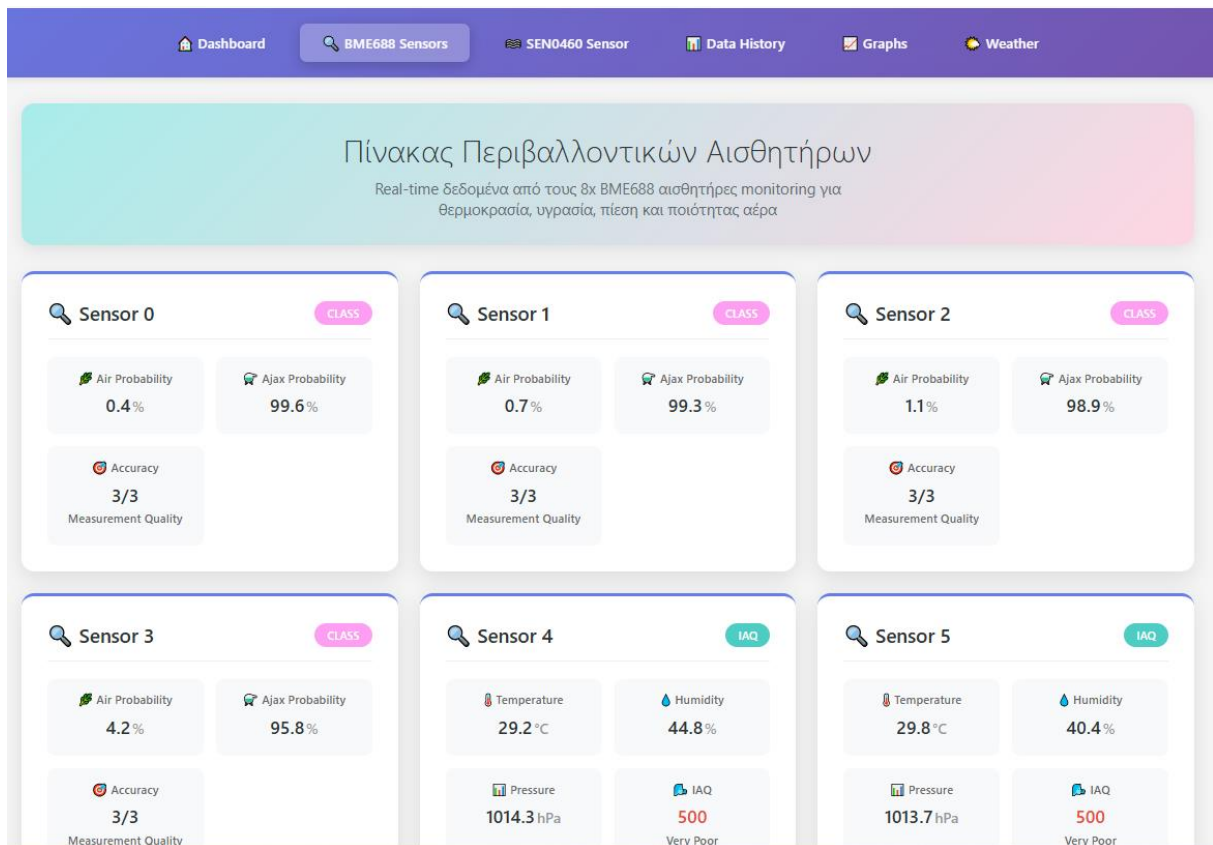 Dashboard BME688 Sensors SEN0460 Sensor Data History Graphs Weather
Πίνακας Περιβαλλοντικών Αισθητήρων
Real-time δεδομένα από τους 8x BME688 αισθητήρες monitoring για
θερμοκρασία, υγρασία, πίεση και ποιότητας αέρα
Sensor 0 CLASS
Air Probability Ajax Probability
0.4% 99.6%
Accuracy
3/3
Measurement Quality
Sensor 1 CLASS
Air Probability Ajax Probability
0.7% 99.3%
Accuracy
3/3
Measurement Quality
Sensor 2 CLASS
Air Probability Ajax Probability
1.1% 98.9%
Accuracy
3/3
Measurement Quality
Sensor 3 CLASS
Air Probability Ajax Probability
4.2% 95.8%
Accuracy
3/3
Measurement Quality
Sensor 4 IAQ
Temperature Humidity
29.2°C 44.8%
Pressure IAQ
1014.3 hPa 500
Very Poor
Sensor 5 IAQ
Temperature Humidity
29.8°C 40.4%
Pressure IAQ
1013.7 hPa 500
Very Poor